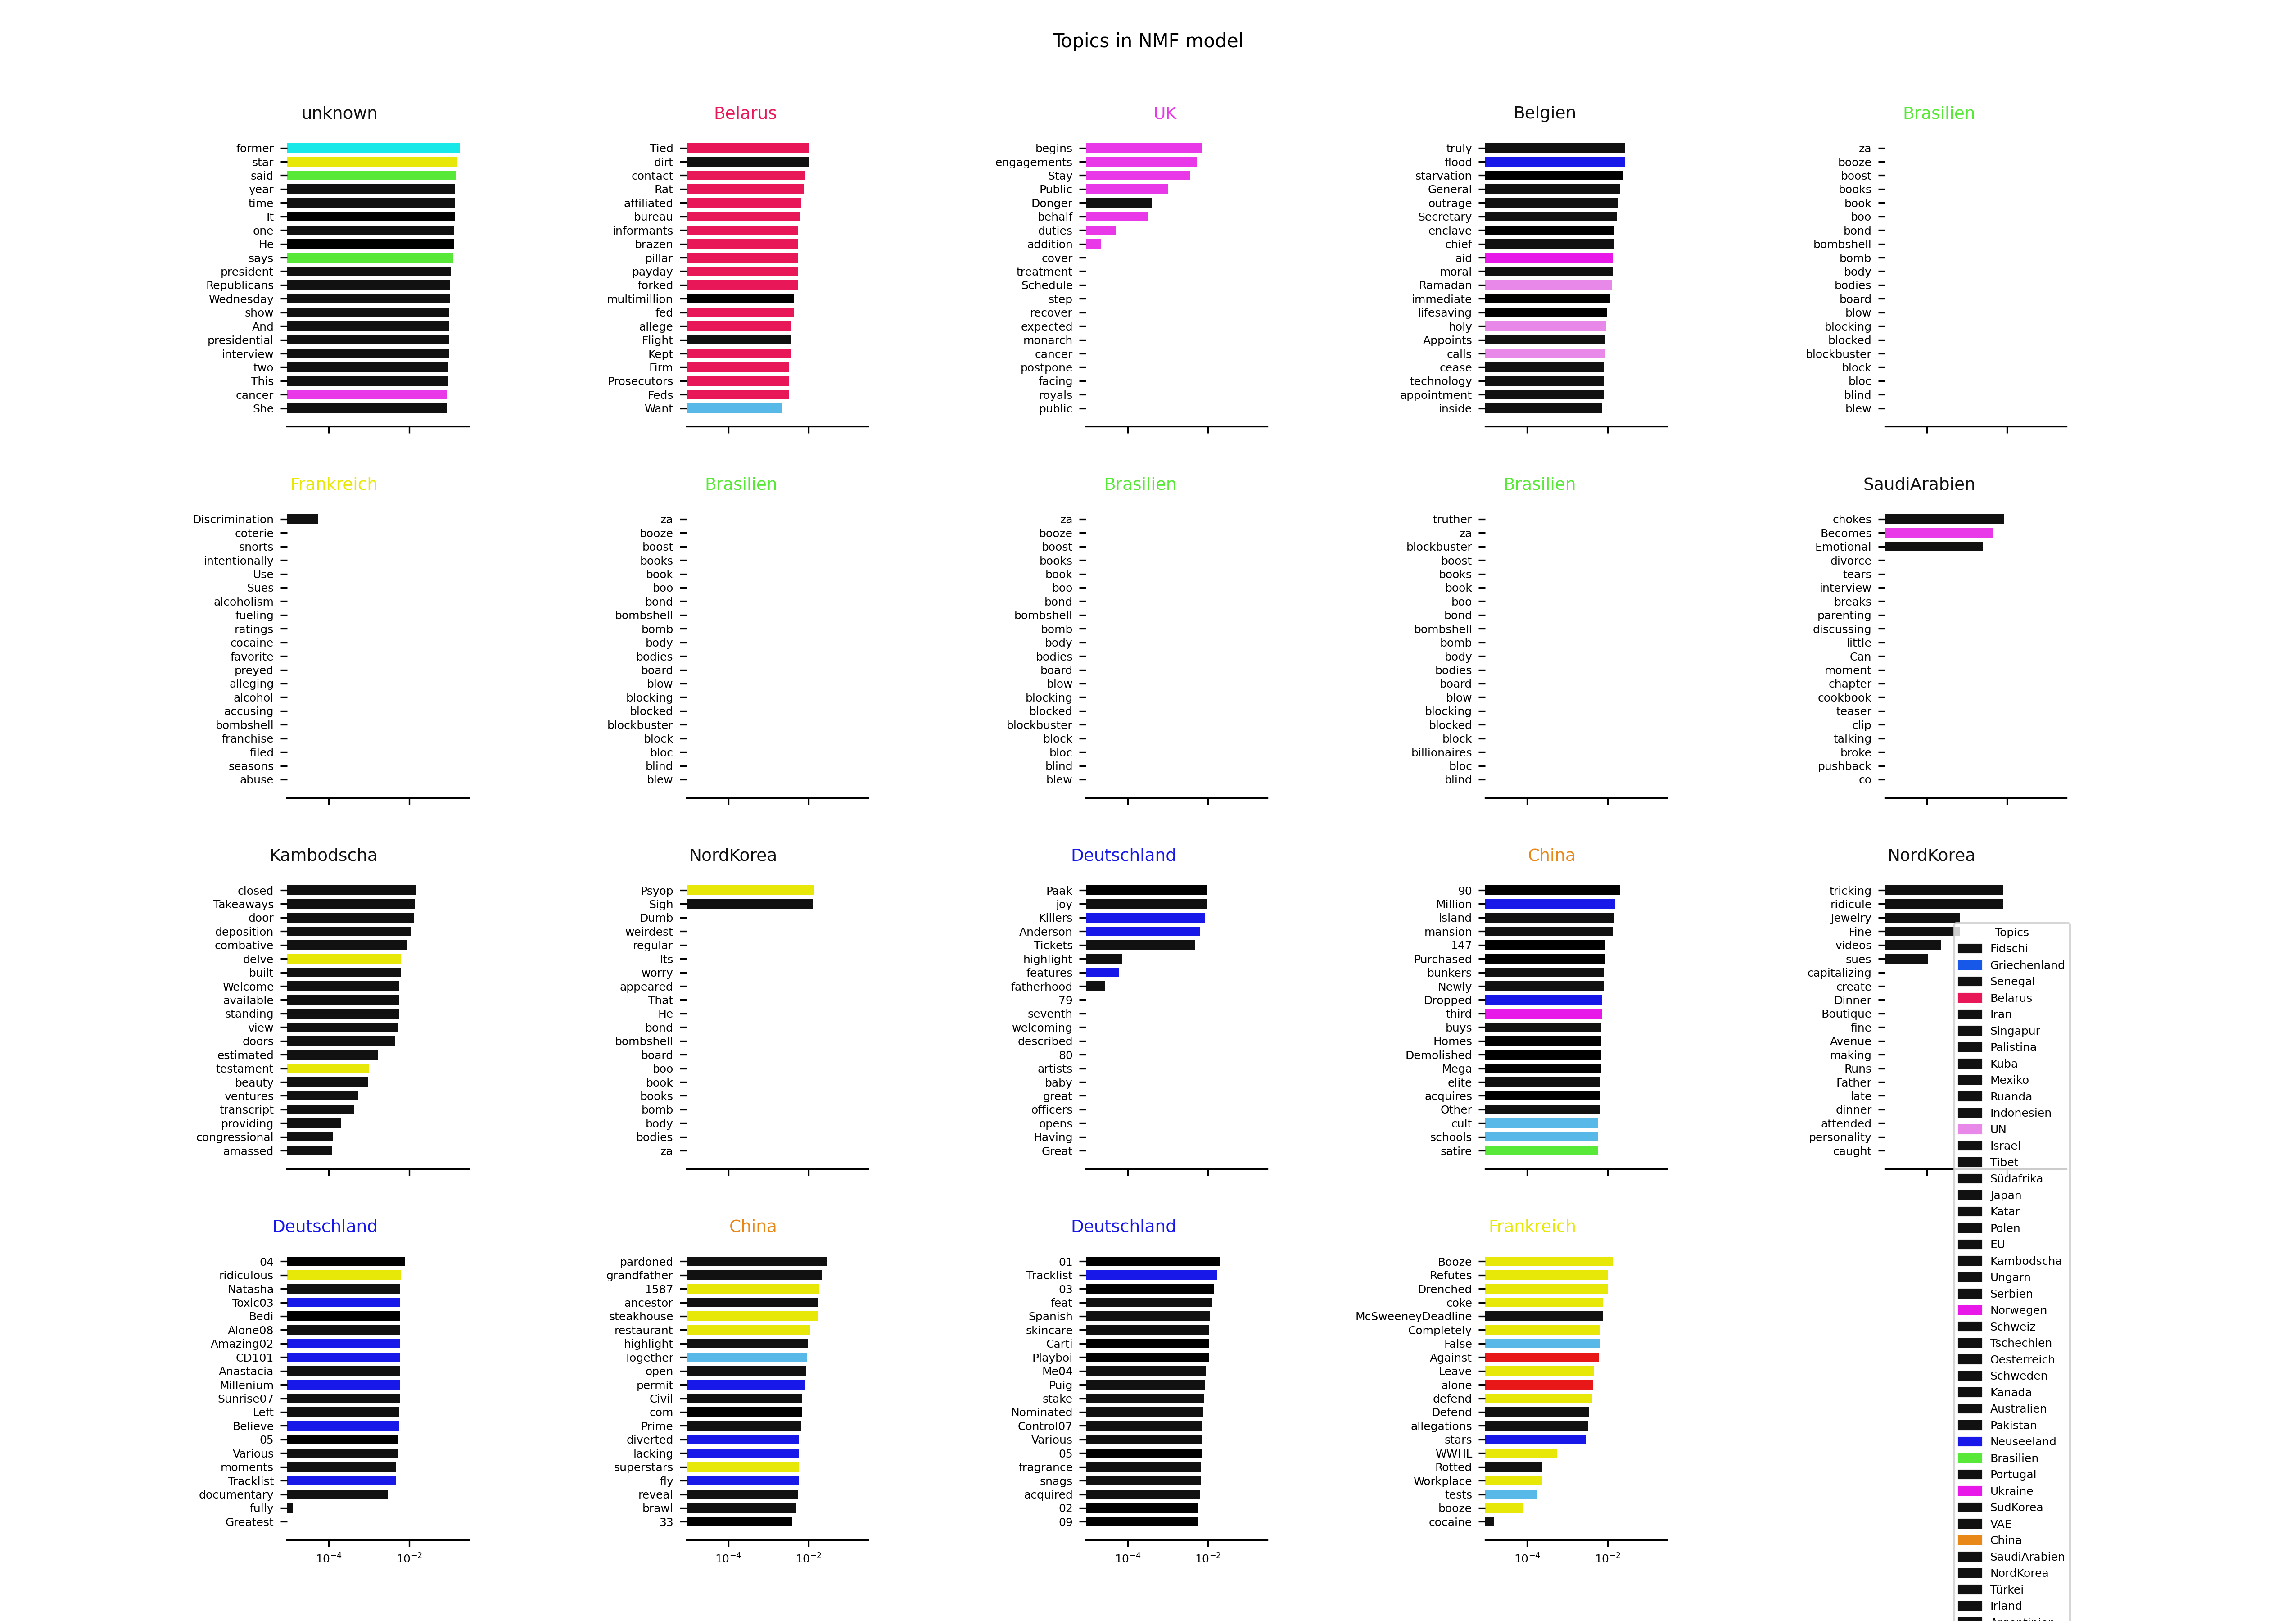 Topics in NMF model
unknown
former
star
said
year
time
It
one
He
says
president
Republicans
Wednesday
show
And
presidential
interview
two
This
cancer
She
Belarus
Tied
dirt
contact
Rat
affiliated
bureau
informants
brazen
pillar
payday
forked
multimillion
fed
allege
Flight
Kept
Firm
Prosecutors
Feds
Want
UK
begins
engagements
Stay
Public
Donger
behalf
duties
addition
cover
treatment
Schedule
step
recover
expected
monarch
cancer
postpone
facing
royals
public
Belgien
truly
flood
starvation
General
outrage
Secretary
enclave
chief
aid
moral
Ramadan
immediate
lifesaving
holy
Appoints
calls
cease
technology
appointment
inside
Brasilien
za
booze
boost
books
book
boo
bond
bombshell
bomb
body
bodies
board
blow
blocking
blocked
blockbuster
block
bloc
blind
blew
Frankreich
Discrimination
coterie
snorts
intentionally
Use
Sues
alcoholism
fueling
ratings
cocaine
favorite
preyed
alleging
alcohol
accusing
bombshell
franchise
filed
seasons
abuse
Brasilien
za
booze
boost
books
book
boo
bond
bombshell
bomb
body
bodies
board
blow
blocking
blocked
blockbuster
block
bloc
blind
blew
Brasilien
za
booze
boost
books
book
boo
bond
bombshell
bomb
body
bodies
board
blow
blocking
blocked
blockbuster
block
bloc
blind
blew
Brasilien
truther
za
blockbuster
boost
books
book
boo
bond
bombshell
bomb
body
bodies
board
blow
blocking
blocked
block
billionaires
bloc
blind
SaudiArabien
chokes
Becomes
Emotional
divorce
tears
interview
breaks
parenting
discussing
little
Can
moment
chapter
cookbook
teaser
clip
talking
broke
pushback
co
Kambodscha
closed
Takeaways
door
deposition
combative
delve
built
Welcome
available
standing
view
doors
estimated
testament
beauty
ventures
transcript
providing
congressional
amassed
NordKorea
Psyop
Sigh
Dumb
weirdest
regular
Its
worry
appeared
That
He
bond
bombshell
board
boo
book
books
bomb
body
bodies
za
Deutschland
Paak
joy
Killers
Anderson
Tickets
highlight
features
fatherhood
79
seventh
welcoming
described
80
artists
baby
great
officers
opens
Having
Great
China
90
Million
island
mansion
147
Purchased
bunkers
Newly
Dropped
third
buys
Homes
Demolished
Mega
elite
acquires
Other
cult
schools
satire
NordKorea
tricking
ridicule
Jewelry
Fine
videos
sues
capitalizing
create
Dinner
Boutique
fine
Avenue
making
Runs
Father
late
dinner
attended
personality
caught
Deutschland
04
ridiculous
Natasha
Toxic03
Bedi
Alone08
Amazing02
CD101
Anastacia
Millenium
Sunrise07
Left
Believe
05
Various
moments
Tracklist
documentary
fully
Greatest
10⁻⁴ 10⁻²
China
pardoned
grandfather
1587
ancestor
steakhouse
restaurant
highlight
Together
open
permit
Civil
com
Prime
diverted
lacking
superstars
fly
reveal
brawl
33
10⁻⁴ 10⁻²
Deutschland
01
Tracklist
03
feat
Spanish
skincare
Carti
Playboi
Me04
Puig
stake
Nominated
Control07
Various
05
fragrance
snags
acquired
02
09
10⁻⁴ 10⁻²
Frankreich
Booze
Refutes
Drenched
coke
McSweeneyDeadline
Completely
False
Against
Leave
alone
defend
Defend
allegations
stars
WWHL
Rotted
Workplace
tests
booze
cocaine
10⁻⁴ 10⁻²
Topics
Fidschi
Griechenland
Senegal
Belarus
Iran
Singapur
Palistina
Kuba
Mexiko
Ruanda
Indonesien
UN
Israel
Tibet
Südafrika
Japan
Katar
Polen
EU
Kambodscha
Ungarn
Serbien
Norwegen
Schweiz
Tschechien
Oesterreich
Schweden
Kanada
Australien
Pakistan
Neuseeland
Brasilien
Portugal
Ukraine
SüdKorea
VAE
China
SaudiArabien
NordKorea
Türkei
Irland